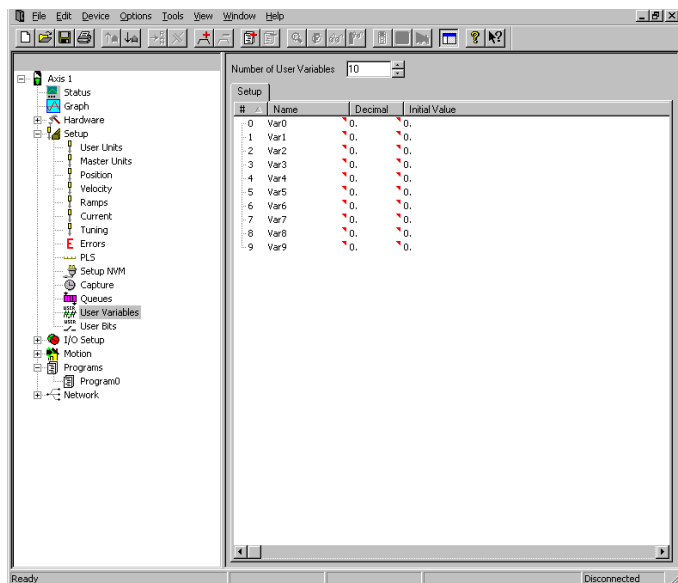 File Edit Device Options Tools View Window Help
Number of User Variables 10
Axis 1
Status
Graph
Hardware
Setup
User Units
Master Units
Position
Velocity
Ramps
Current
Tuning
E Errors
PLS
Setup NVM
Capture
Queues
USER #.# User Variables
USER User Bits
I/O Setup
Motion
Programs
Program0
Network
Setup
# Name Decimal Initial Value
0 Var0 0. 0.
1 Var1 0. 0.
2 Var2 0. 0.
3 Var3 0. 0.
4 Var4 0. 0.
5 Var5 0. 0.
6 Var6 0. 0.
7 Var7 0. 0.
8 Var8 0. 0.
9 Var9 0. 0.
Ready Disconnected